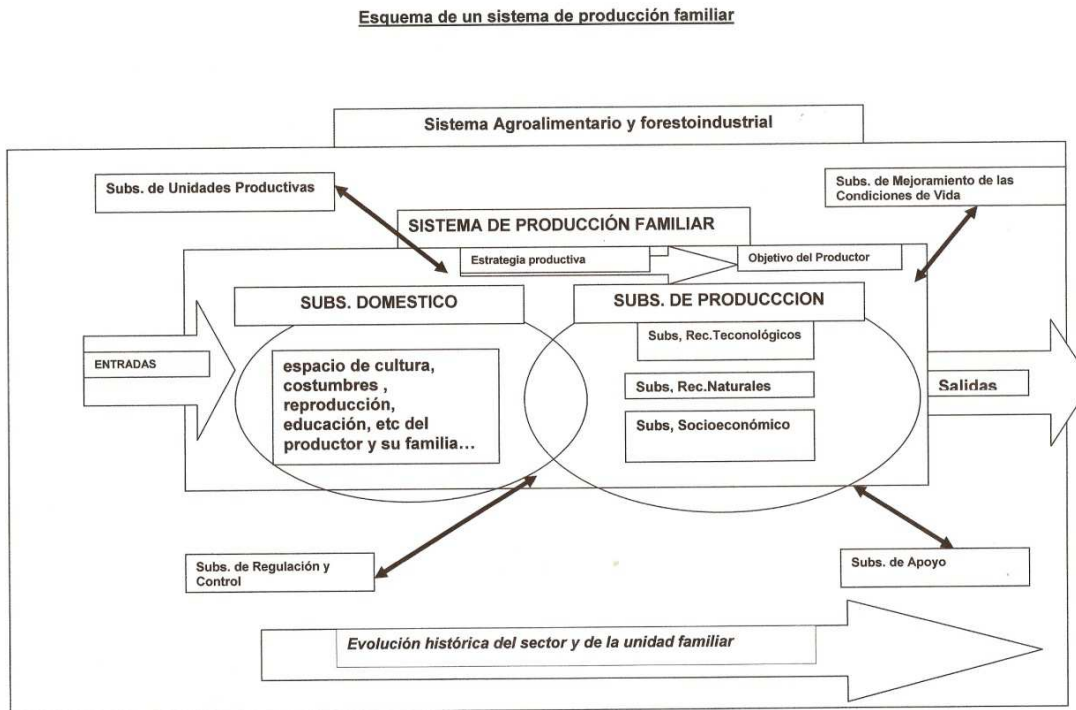 Esquema de un sistema de producción familiar
Sistema Agroalimentario y forestoindustrial
Subs. de Unidades Productivas
Subs. de Mejoramiento de las
Condiciones de Vida
SISTEMA DE PRODUCCIÓN FAMILIAR
Estrategia productiva
Objetivo del Productor
SUBS. DOMESTICO
SUBS. DE PRODUCCCION
Subs, Rec.Teconológicos
ENTRADAS
espacio de cultura,
costumbres ,
reproducción,
educación, etc del
productor y su familia...
Subs, Rec.Naturales
Salidas
Subs, Socioeconómico
Subs. de Regulación y
Control
Subs. de Apoyo
Evolución histórica del sector y de la unidad familiar